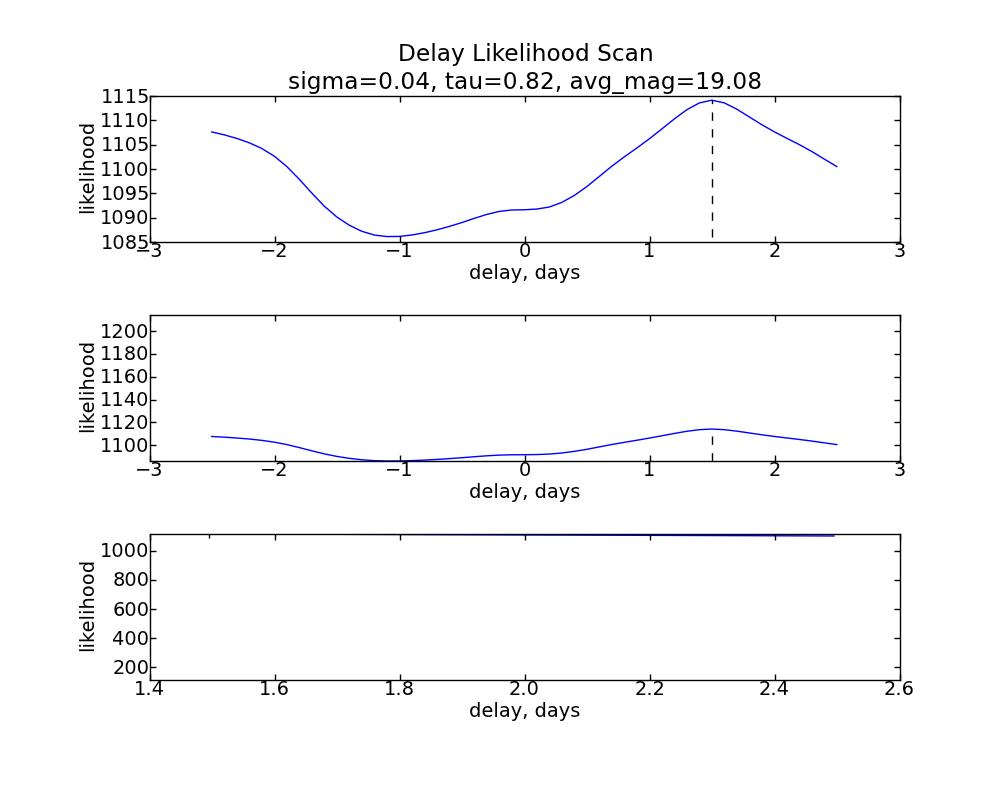 Delay Likelihood Scan
sigma=0.04, tau=0.82, avg_mag=19.08
likelihood
1115
1110
1105
1100
1095
1090
1085
−3 −2 −1 0 1 2 3
delay, days
likelihood
1200
1180
1160
1140
1120
1100
−3 −2 −1 0 1 2 3
delay, days
likelihood
1000
800
600
400
200
1.4 1.6 1.8 2.0 2.2 2.4 2.6
delay, days